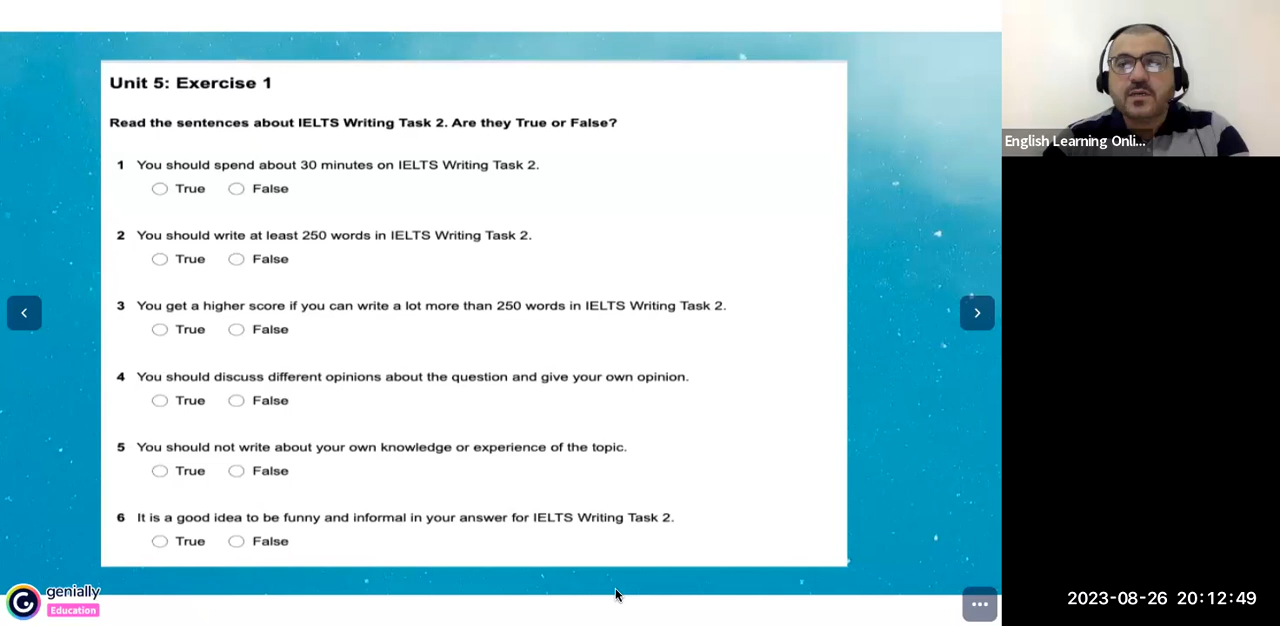 Unit 5: Exercise 1
Read the sentences about IELTS Writing Task 2. Are they True or False?
1 You should spend about 30 minutes on IELTS Writing Task 2.
True False
2 You should write at least 250 words in IELTS Writing Task 2.
True False
3 You get a higher score if you can write a lot more than 250 words in IELTS Writing Task 2.
True False
4 You should discuss different opinions about the question and give your own opinion.
True False
5 You should not write about your own knowledge or experience of the topic.
True False
6 It is a good idea to be funny and informal in your answer for IELTS Writing Task 2.
True False
genially
Education
English Learning Onli...
2023-08-26 20:12:49